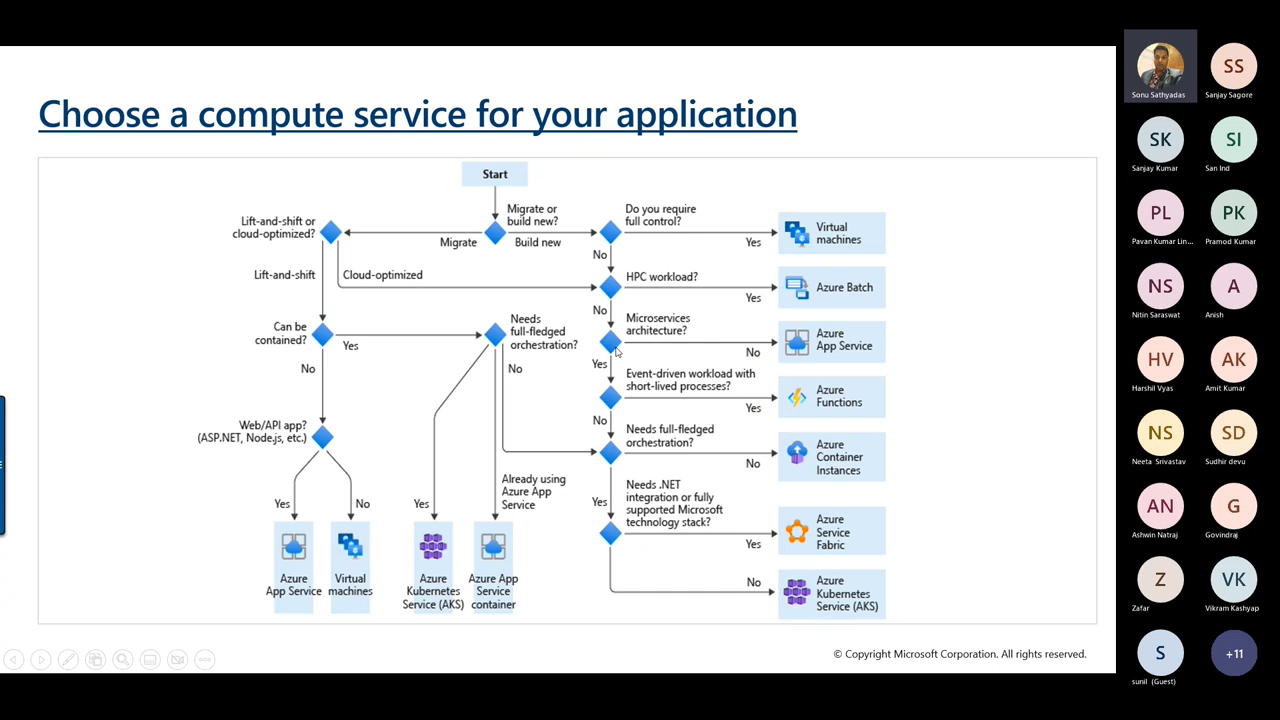 Choose a compute service for your application
Start
Migrate or
build new?
Migrate
Build new
Lift-and-shift or
cloud-optimized?
Lift-and-shift
Cloud-optimized
Can be
contained?
Yes
No
Needs
full-fledged
orchestration?
No
Web/API app?
(ASP.NET, Node.js, etc.)
Yes
No
Yes
Already using
Azure App
Service
Azure
App Service
Virtual
machines
Azure
Kubernetes
Service (AKS)
Azure App
Service
container
Do you require
full control?
Yes
No
Virtual
machines
HPC workload?
Yes
No
Azure Batch
Microservices
architecture?
No
Yes
Azure
App Service
Event-driven workload with
short-lived processes?
Yes
No
Azure
Functions
Needs full-fledged
orchestration?
No
Yes
Azure
Container
Instances
Needs .NET
integration or fully
supported Microsoft
technology stack?
Yes
No
Azure
Service
Fabric
Azure
Kubernetes
Service (AKS)
© Copyright Microsoft Corporation. All rights reserved.
Sonu Sathyadas
SS
Sanjay Sagore
SK
Sanjay Kumar
SI
San Ind
PL
Pavan Kumar Lin...
PK
Pramod Kumar
NS
Nitin Saraswat
A
Anish
HV
Harshil Vyas
AK
Amit Kumar
NS
Neeta Srivastav
SD
Sudhir devu
AN
Ashwin Natraj
G
Govindraj
Z
Zafar
VK
Vikram Kashyap
S
sunil (Guest)
+11